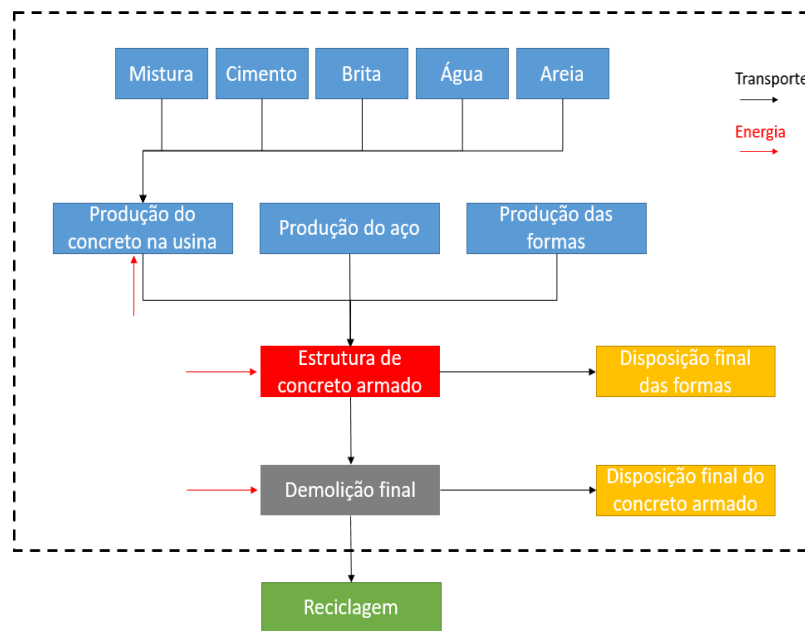 Mistura
Cimento
Brita
Água
Areia
Transporte
Energia
Produção do
concreto na usina
Produção do aço
Produção das
formas
Estrutura de
concreto armado
Disposição final
das formas
Demolição final
Disposição final do
concreto armado
Reciclagem